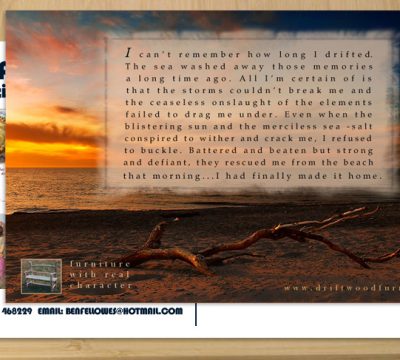 I can't remember how long I drifted.
The sea washed away those memories
a long time ago. All I'm certain of is
that the storms couldn't break me and
the ceaseless onslaught of the elements
failed to drag me under. Even when the
blistering sun and the merciless sea -salt
conspired to wither and crack me, I refused
to buckle. Battered and beaten but strong
and defiant, they rescued me from the beach
that morning...I had finally made it home.
furniture
with real
character
www.driftwoodfurn
468229 EMAIL: BENFELLOWES@HOTMAIL.COM